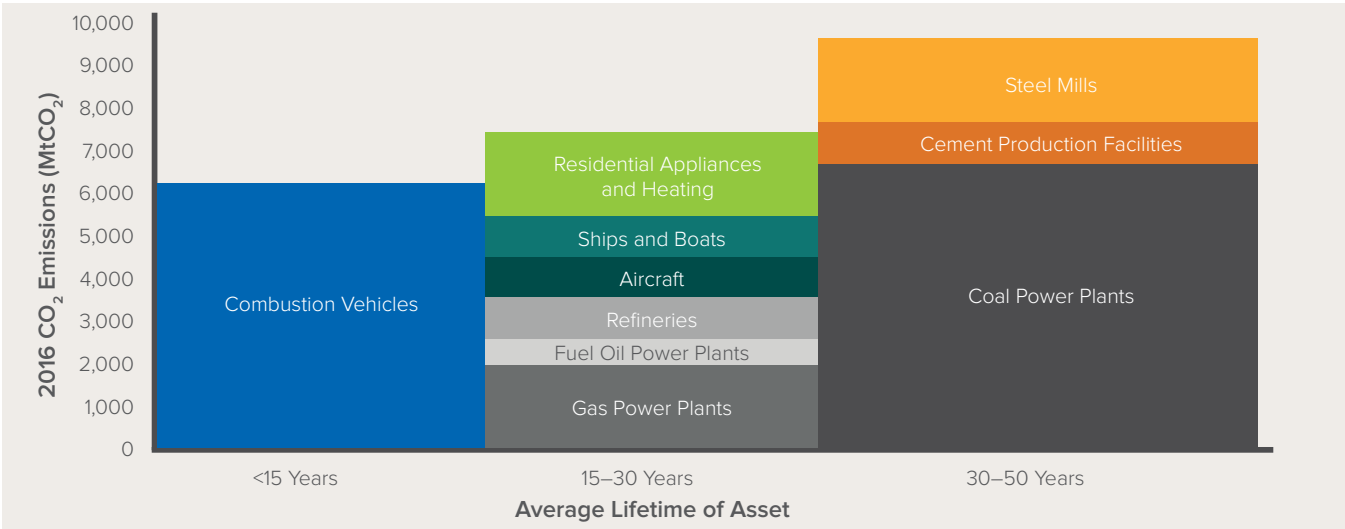 10,000
9,000
8,000
7,000
6,000
5,000
4,000
3,000
2,000
1,000
0
2016 CO₂ Emissions (MtCO₂)
Combustion Vehicles
Residential Appliances
and Heating
Ships and Boats
Aircraft
Refineries
Fuel Oil Power Plants
Gas Power Plants
Steel Mills
Cement Production Facilities
Coal Power Plants
<15 Years
15–30 Years
30–50 Years
Average Lifetime of Asset